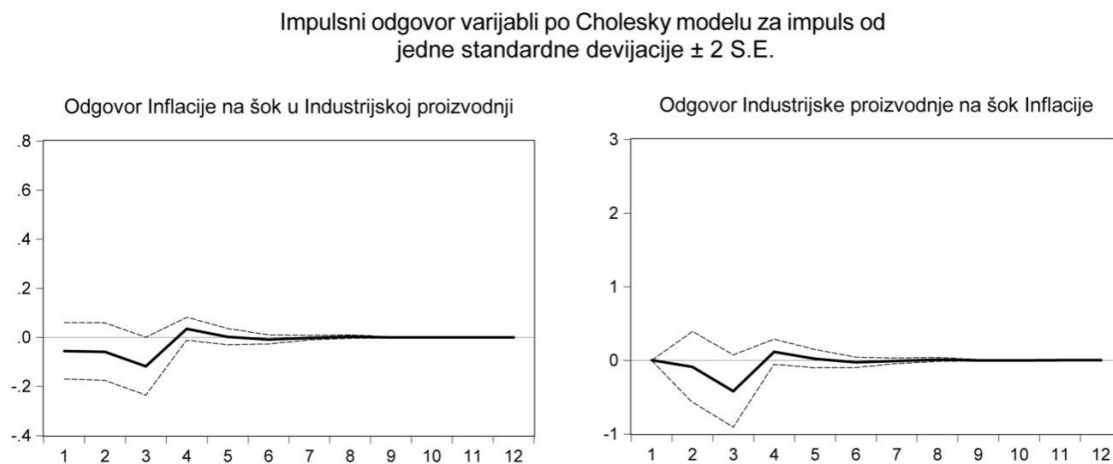 Impulsni odgovor varijabli po Cholesky modelu za impuls od
jedne standardne devijacije ± 2 S.E.
Odgovor Inflacije na šok u Industrijskoj proizvodnji
.8
.6
.4
.2
.0
-.2
-.4
1 2 3 4 5 6 7 8 9 10 11 12
Odgovor Industrijske proizvodnje na šok Inflacije
3
2
1
0
-1
1 2 3 4 5 6 7 8 9 10 11 12